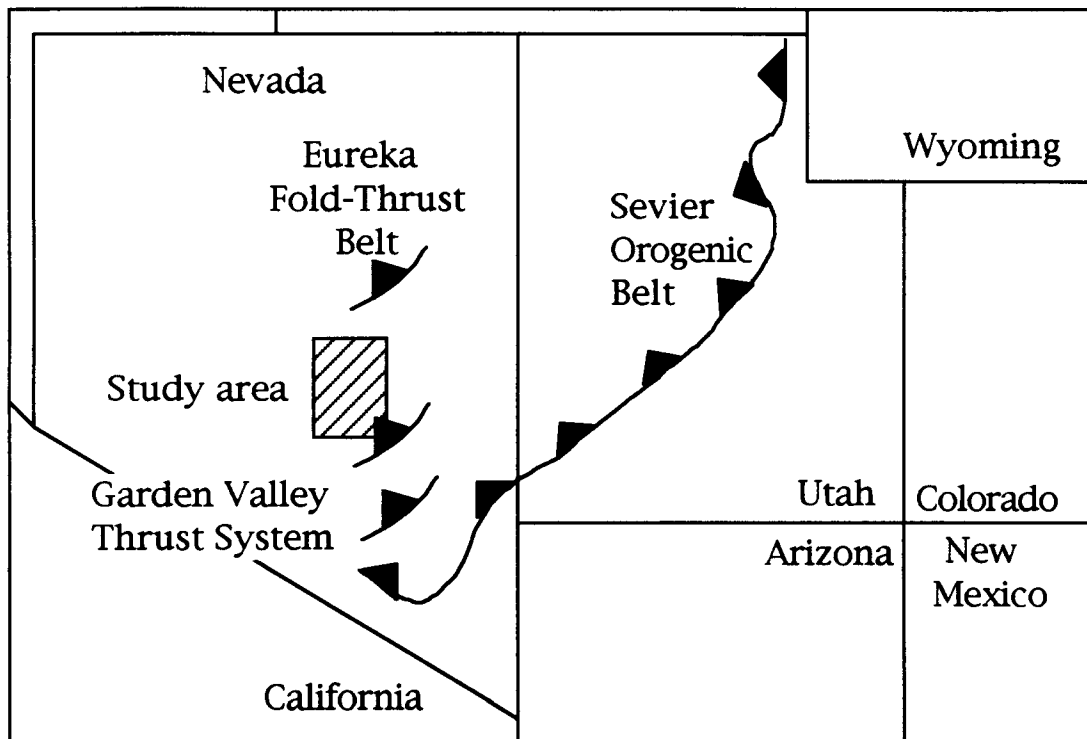 Nevada
Wyoming
Eureka
Fold-Thrust
Belt
Sevier
Orogenic
Belt
Study area
Garden Valley
Thrust System
Utah
Colorado
Arizona
New
Mexico
California